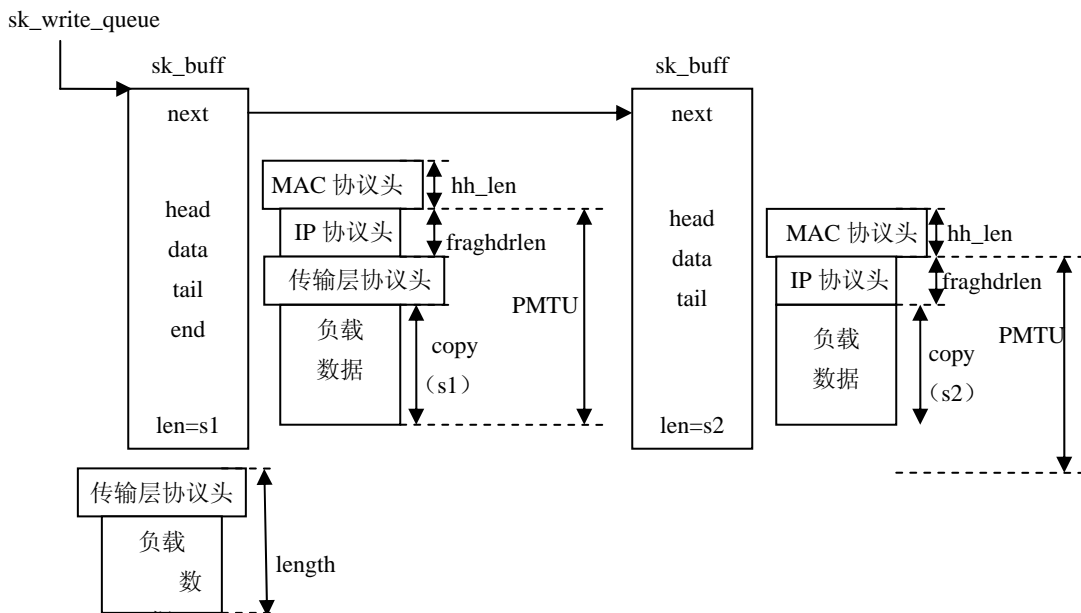 sk_write_queue
sk_buff
next
head
data
tail
end
len=s1
MAC 协议头
hh_len
IP 协议头
fraghdrlen
传输层协议头
PMTU
负载
数据
copy
（s1）
sk_buff
next
head
data
tail
len=s2
MAC 协议头
hh_len
IP 协议头
fraghdrlen
PMTU
负载
数据
copy
（s2）
传输层协议头
负载
数
length